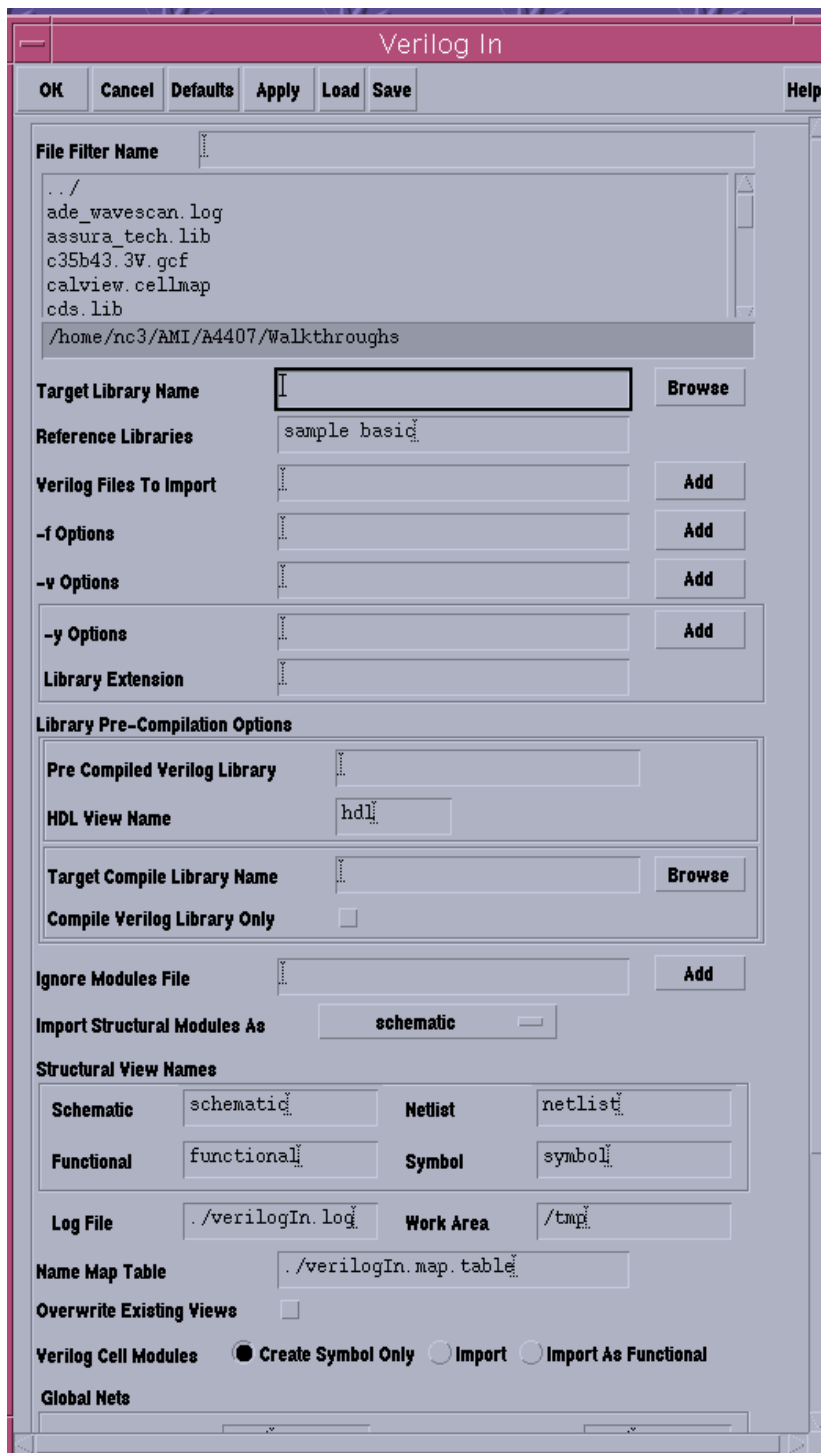 Verilog In
OK Cancel Defaults Apply Load Save Help
File Filter Name
../
ade_wavescan.log
assura_tech.lib
c35b43.3V.gcf
calview.cellmap
cds.lib
/home/nc3/AMI/A4407/Walkthroughs
Target Library Name Browse
Reference Libraries sample basic
Verilog Files To Import Add
-f Options Add
-v Options Add
-y Options Add
Library Extension
Library Pre-Compilation Options
Pre Compiled Verilog Library
HDL View Name hdl
Target Compile Library Name Browse
Compile Verilog Library Only
Ignore Modules File Add
Import Structural Modules As schematic
Structural View Names
Schematic schematic Netlist netlist
Functional functional Symbol symbol
Log File ./verilogIn.log Work Area /tmp
Name Map Table ./verilogIn.map.table
Overwrite Existing Views
Verilog Cell Modules Create Symbol Only Import Import As Functional
Global Nets